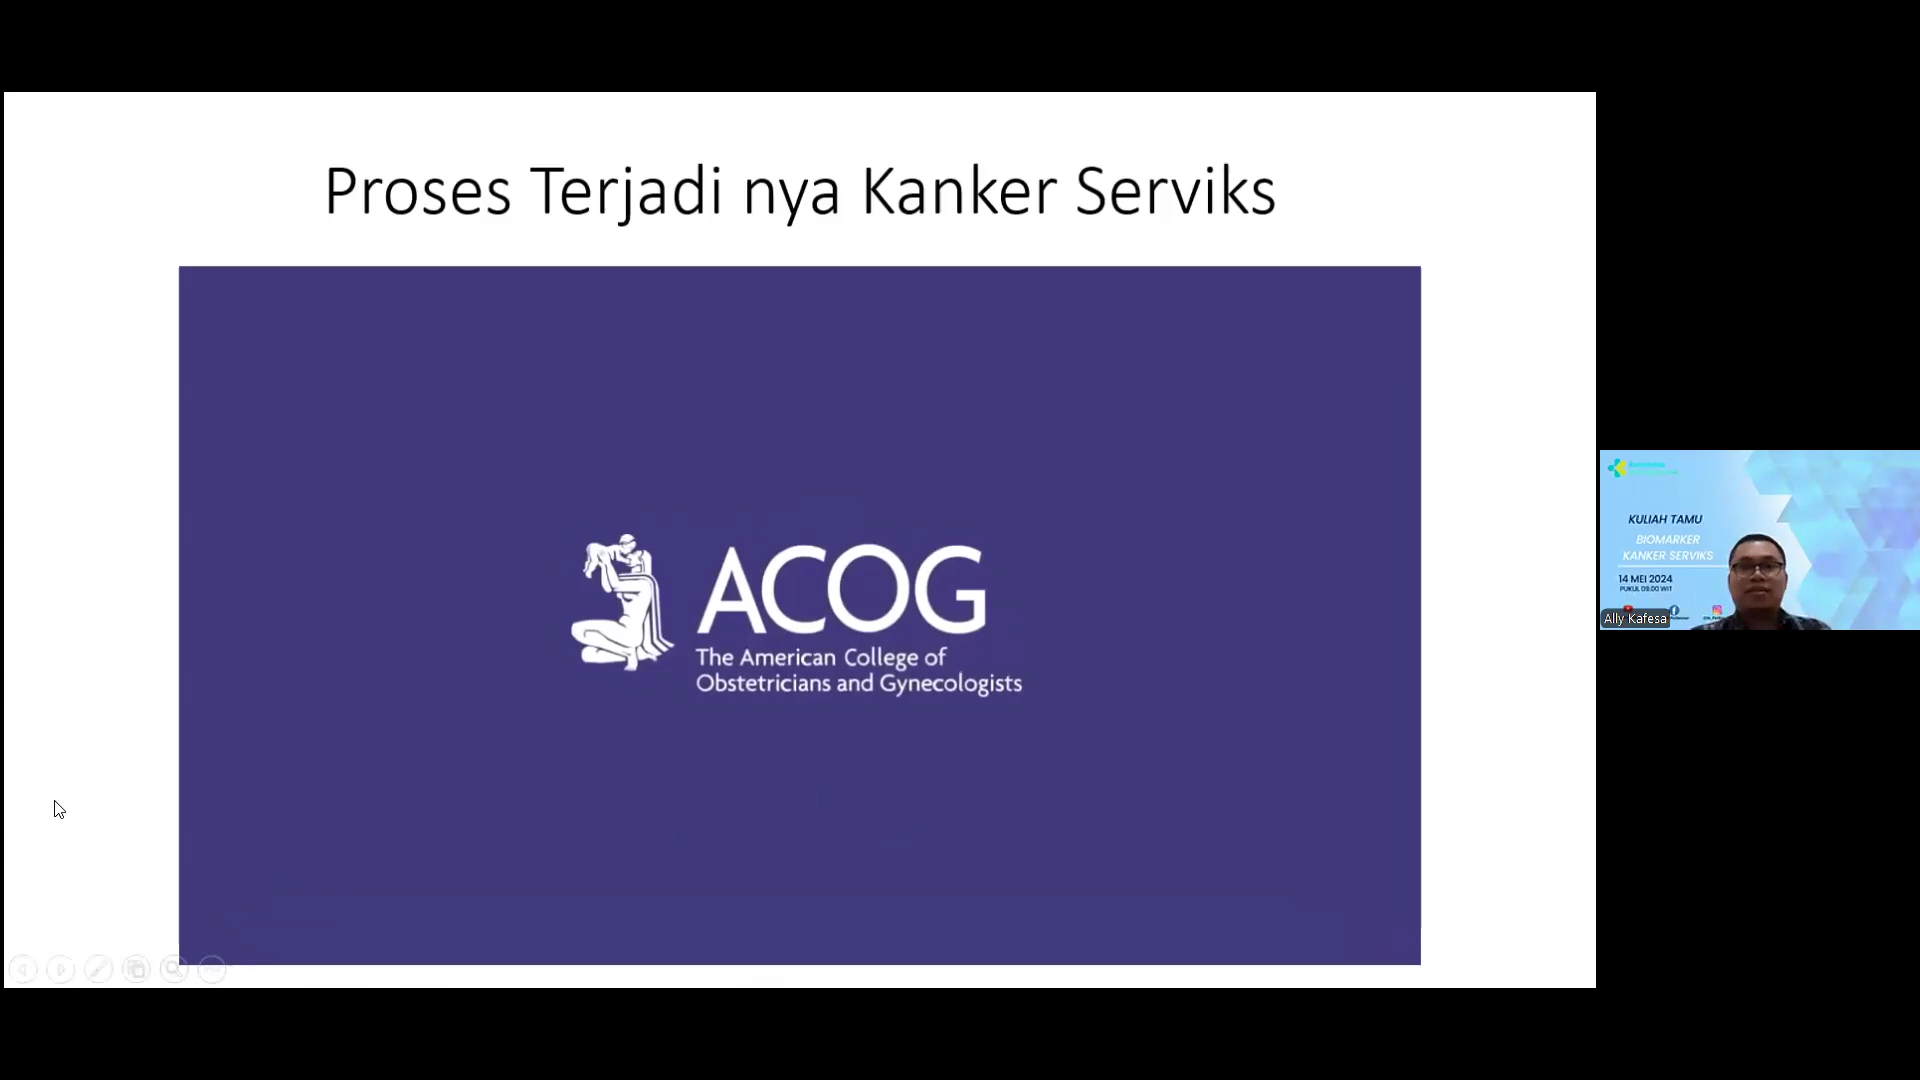 Proses Terjadi nya Kanker Serviks
ACOG
The American College of
Obstetricians and Gynecologists
KULIAH TAMU
BIOMARKER
KANKER SERVIKS
14 MEI 2024
PUKUL 09.00 WIT
Ally Kafesa